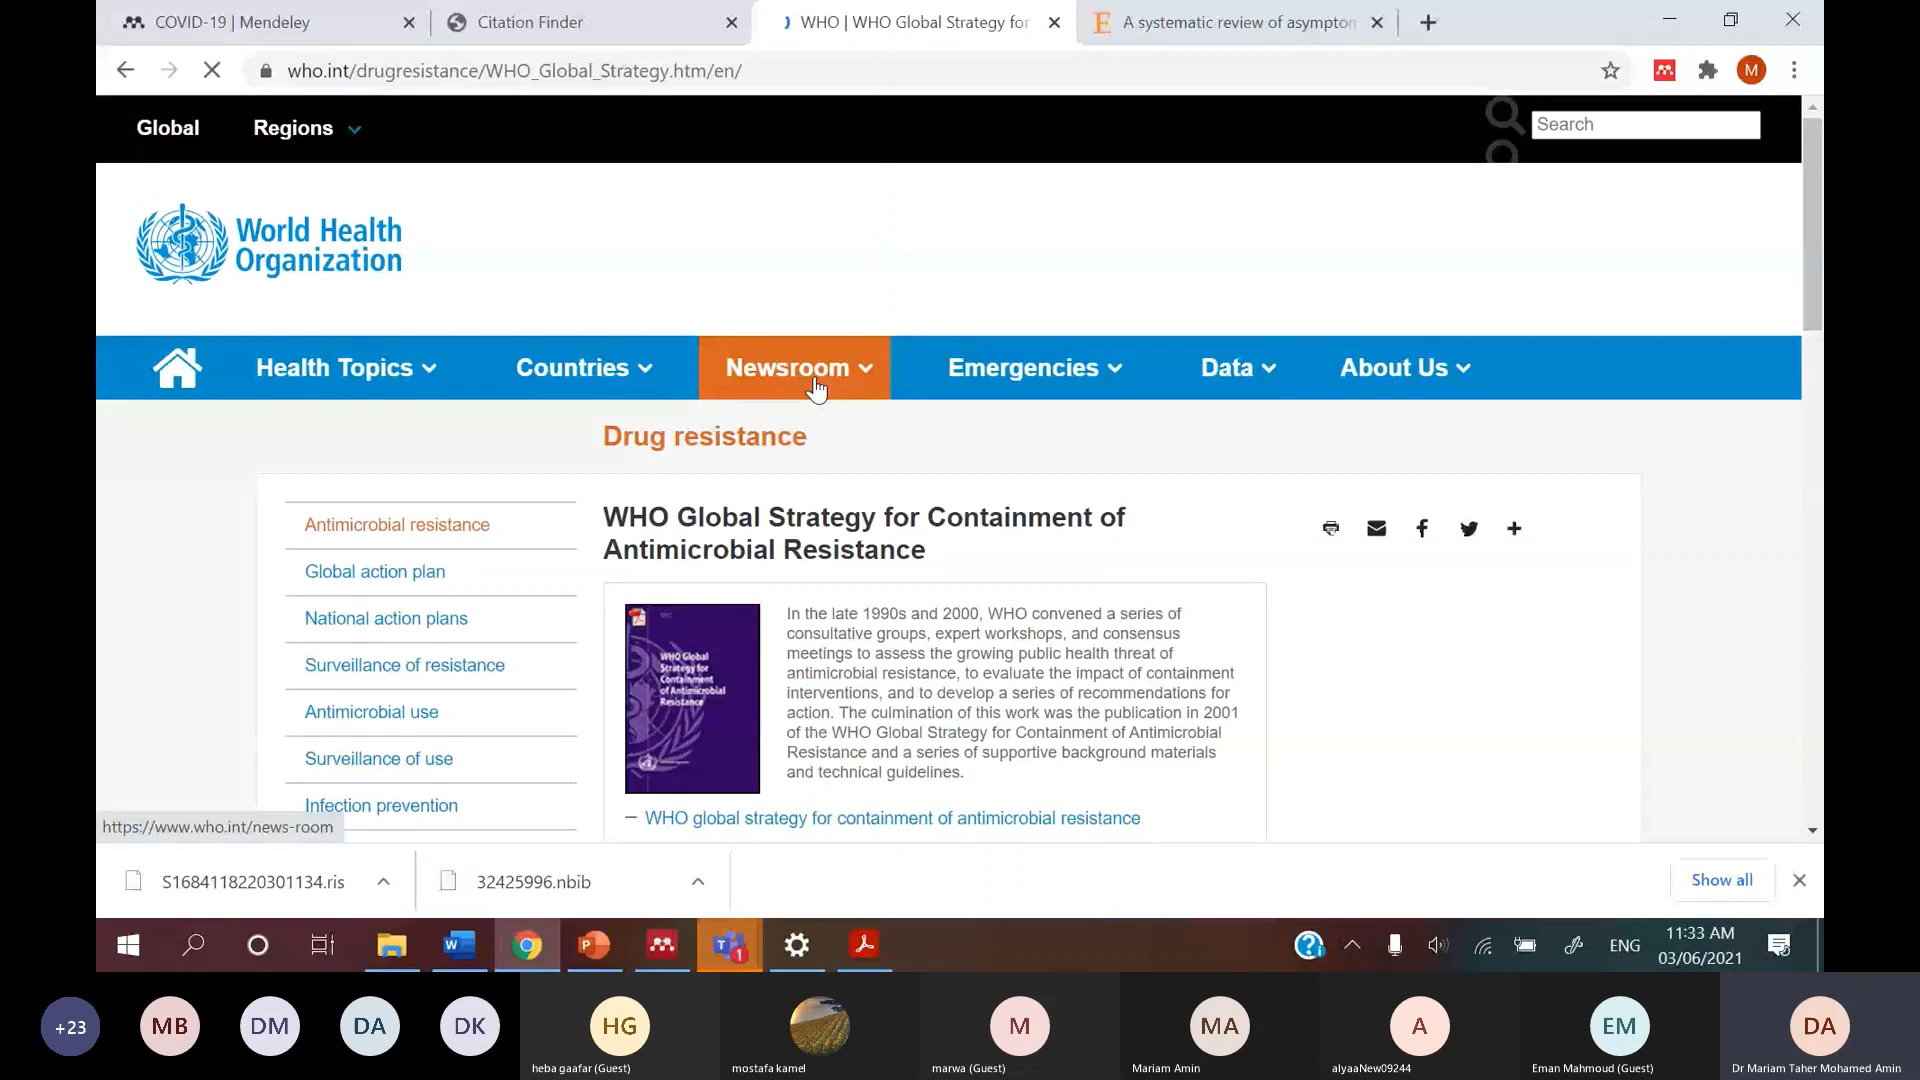 COVID-19 | Mendeley
Citation Finder
WHO | WHO Global Strategy for
A systematic review of asymptom
who.int/drugresistance/WHO_Global_Strategy.htm/en/
M
Global
Regions
Search
World Health
Organization
Health Topics
Countries
Newsroom
Emergencies
Data
About Us
Drug resistance
Antimicrobial resistance
Global action plan
National action plans
Surveillance of resistance
Antimicrobial use
Surveillance of use
Infection prevention
WHO Global Strategy for Containment of
Antimicrobial Resistance
WHO Global
Strategy for
Containment
of Antimicrobial
Resistance
In the late 1990s and 2000, WHO convened a series of
consultative groups, expert workshops, and consensus
meetings to assess the growing public health threat of
antimicrobial resistance, to evaluate the impact of containment
interventions, and to develop a series of recommendations for
action. The culmination of this work was the publication in 2001
of the WHO Global Strategy for Containment of Antimicrobial
Resistance and a series of supportive background materials
and technical guidelines.
— WHO global strategy for containment of antimicrobial resistance
https://www.who.int/news-room
S1684118220301134.ris
32425996.nbib
Show all
ENG
11:33 AM
03/06/2021
+23
MB
DM
DA
DK
HG
heba gaafar (Guest)
mostafa kamel
M
marwa (Guest)
MA
Mariam Amin
A
alyaaNew09244
EM
Eman Mahmoud (Guest)
DA
Dr Mariam Taher Mohamed Amin